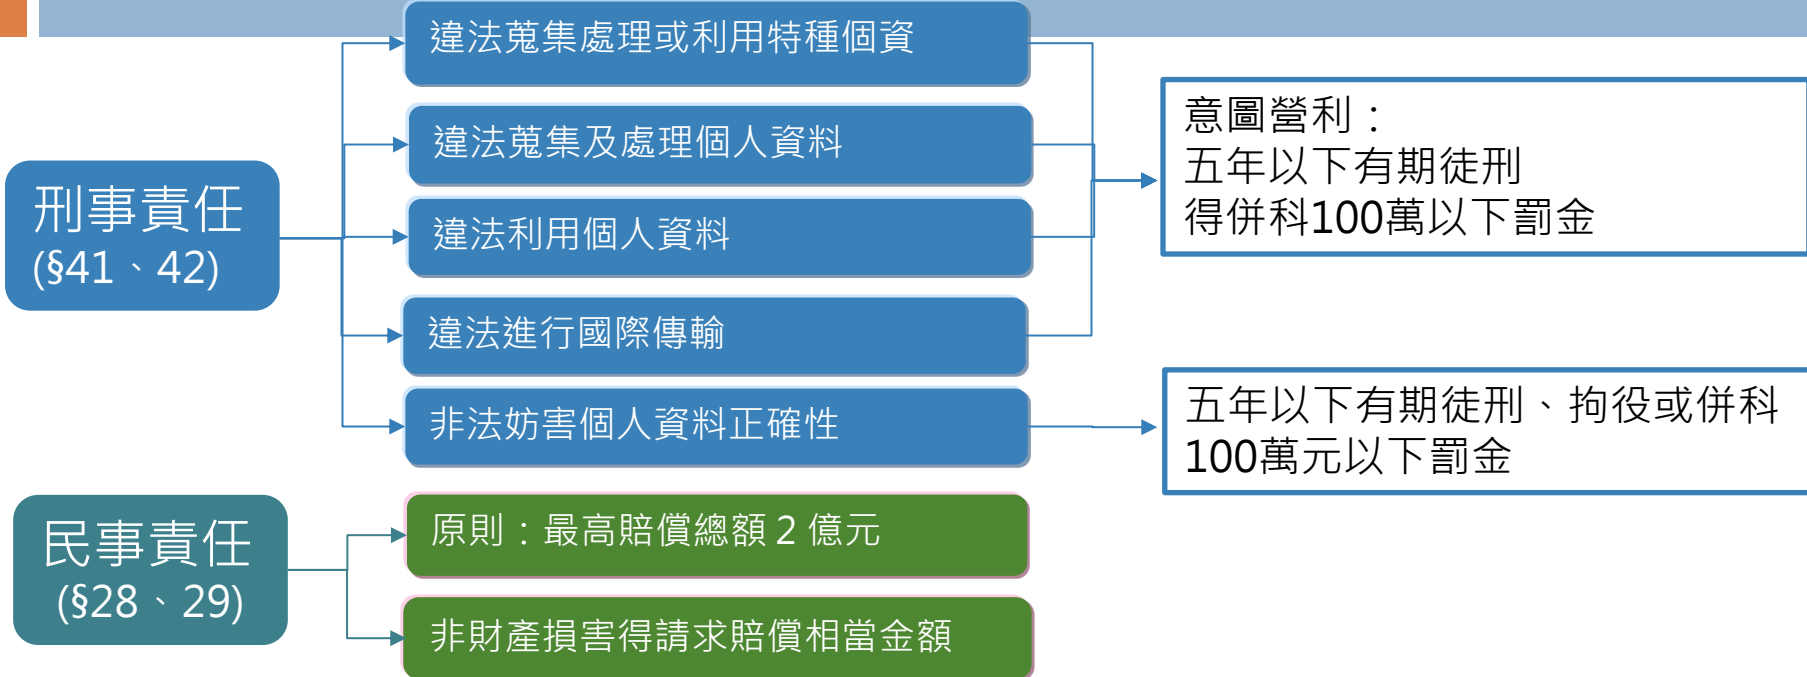 刑事責任
(§41、42)
違法蒐集處理或利用特種個資
違法蒐集及處理個人資料
違法利用個人資料
違法進行國際傳輸
非法妨害個人資料正確性
意圖營利：
五年以下有期徒刑
得併科100萬以下罰金
五年以下有期徒刑、拘役或併科
100萬元以下罰金
民事責任
(§28、29)
原則：最高賠償總額 2 億元
非財產損害得請求賠償相當金額